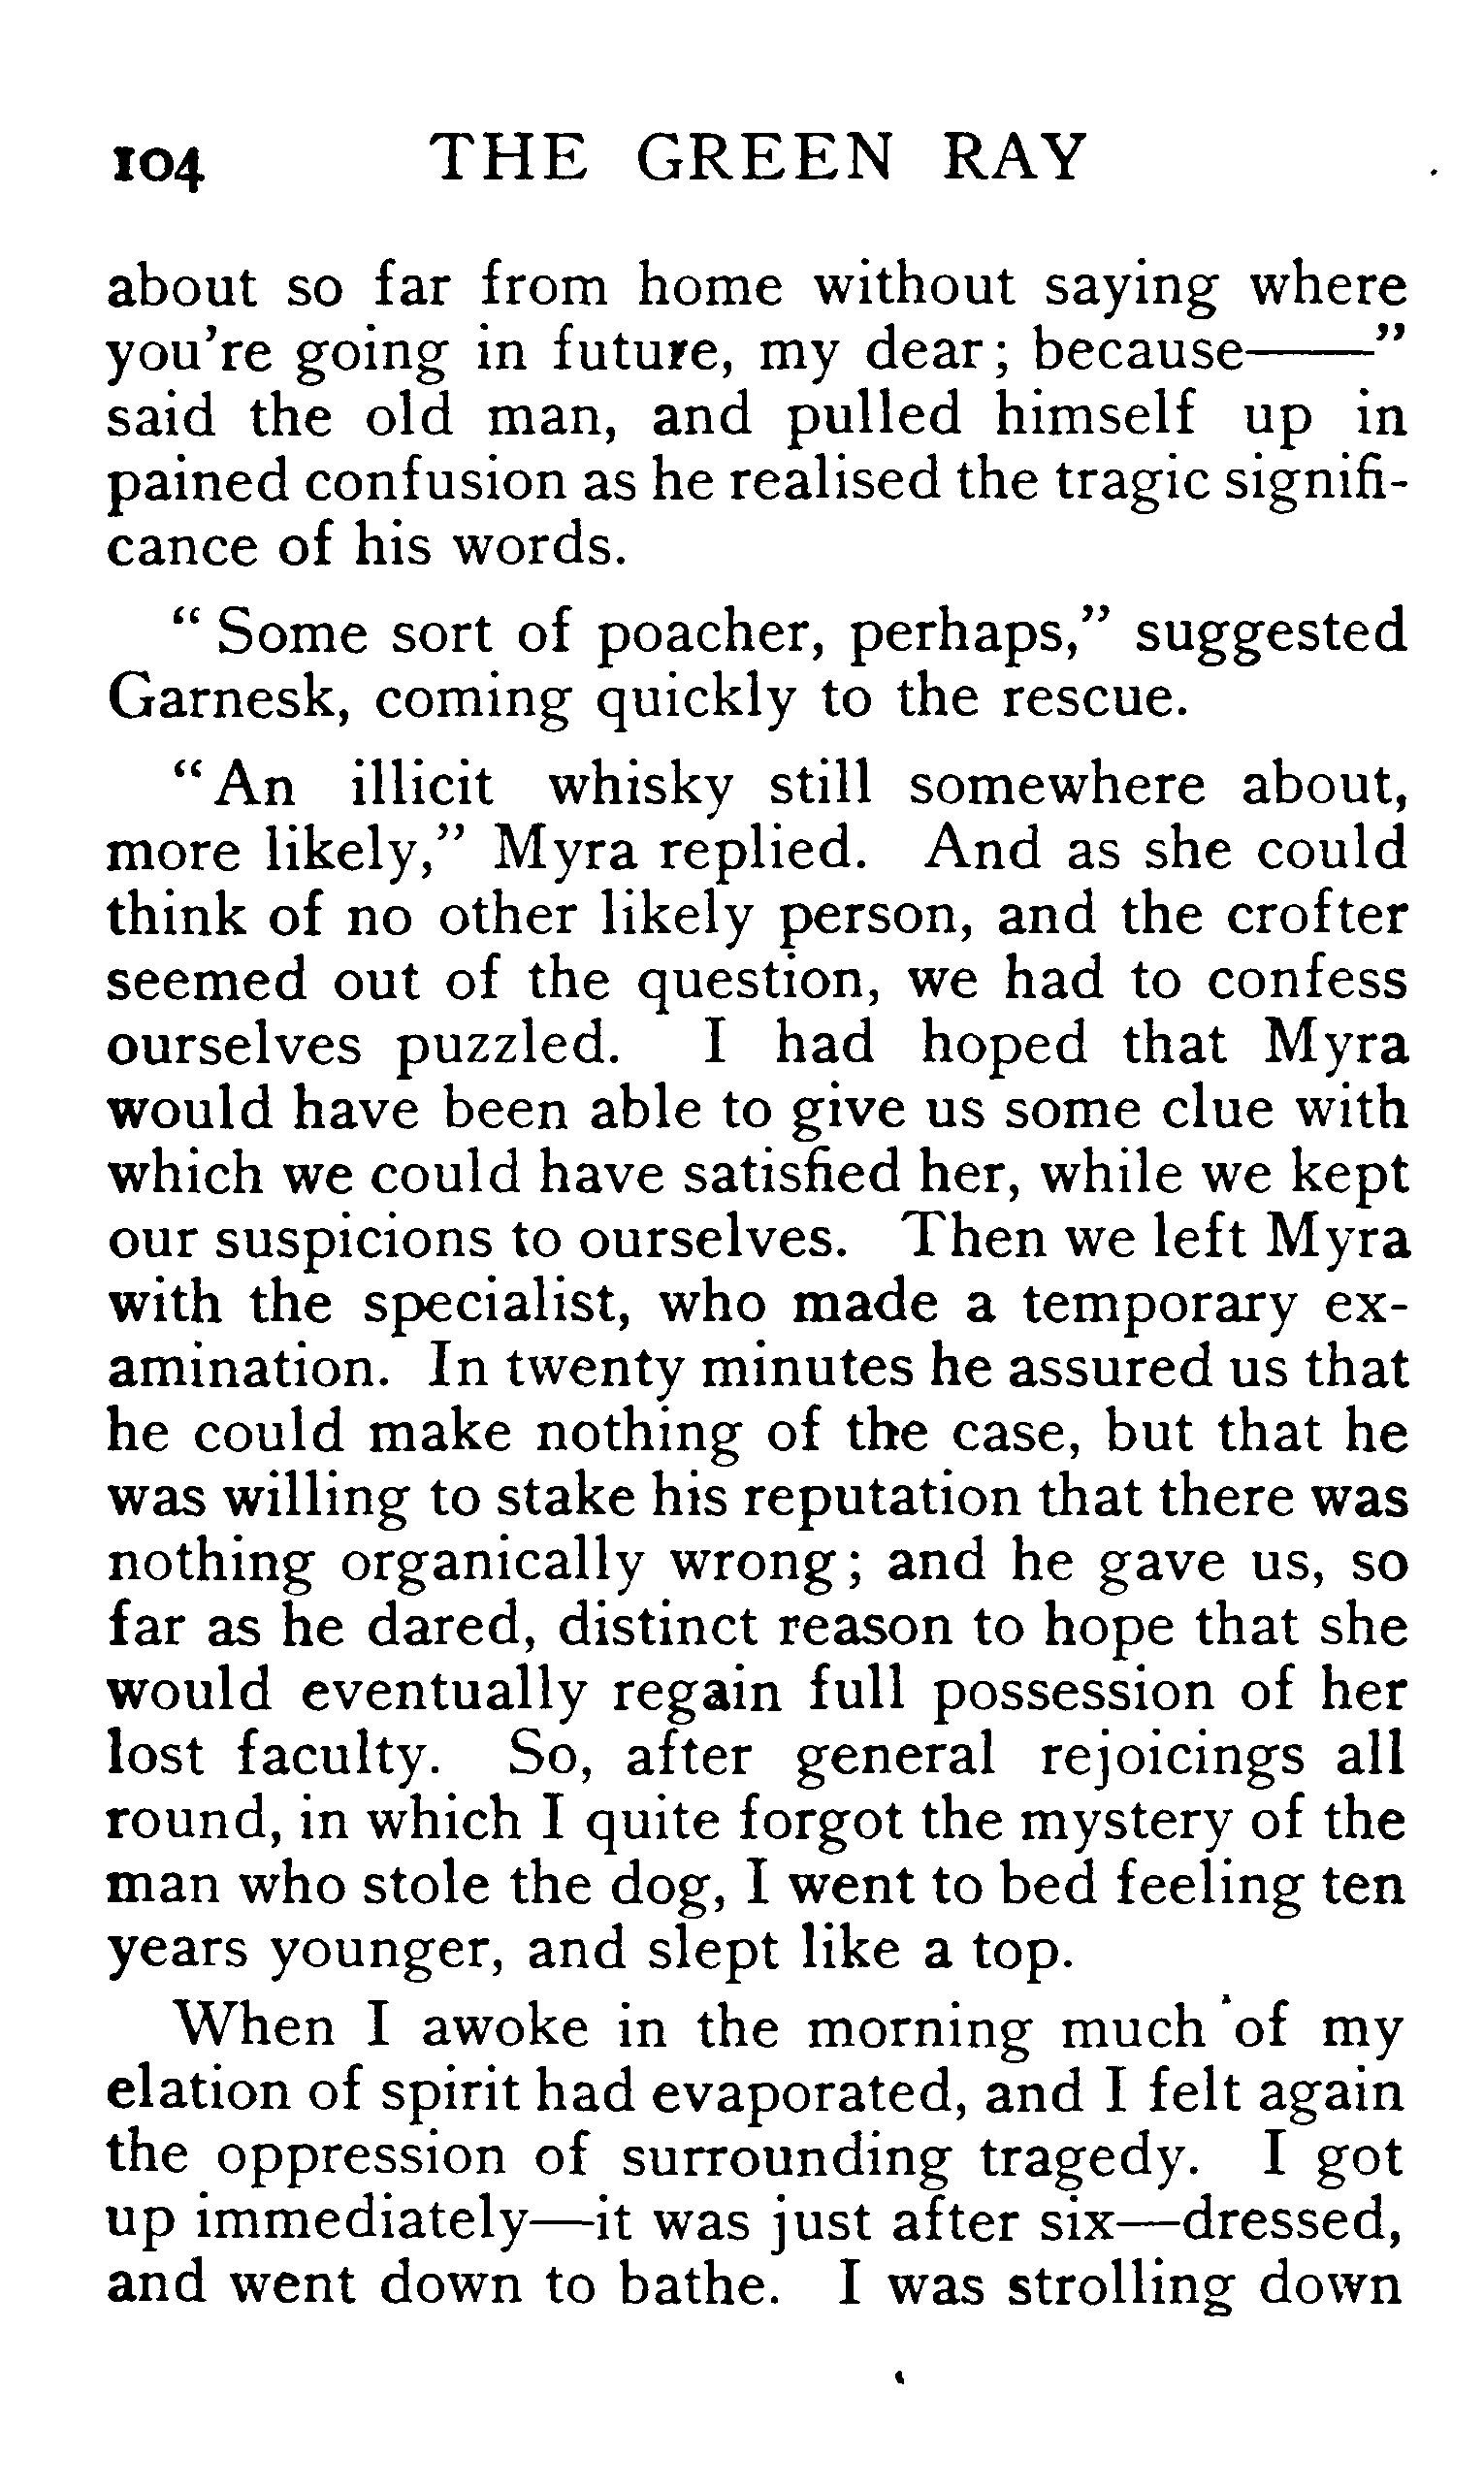 104 THE GREEN RAY
about so far from home without saying where
you're going in future, my dear; because——"
said the old man, and pulled himself up in
pained confusion as he realised the tragic signifi-
cance of his words.
"Some sort of poacher, perhaps," suggested
Garnesk, coming quickly to the rescue.
"An illicit whisky still somewhere about,
more likely," Myra replied. And as she could
think of no other likely person, and the crofter
seemed out of the question, we had to confess
ourselves puzzled. I had hoped that Myra
would have been able to give us some clue with
which we could have satisfied her, while we kept
our suspicions to ourselves. Then we left Myra
with the specialist, who made a temporary ex-
amination. In twenty minutes he assured us that
he could make nothing of the case, but that he
was willing to stake his reputation that there was
nothing organically wrong; and he gave us, so
far as he dared, distinct reason to hope that she
would eventually regain full possession of her
lost faculty. So, after general rejoicings all
round, in which I quite forgot the mystery of the
man who stole the dog, I went to bed feeling ten
years younger, and slept like a top.
When I awoke in the morning much of my
elation of spirit had evaporated, and I felt again
the oppression of surrounding tragedy. I got
up immediately—it was just after six—dressed,
and went down to bathe. I was strolling down